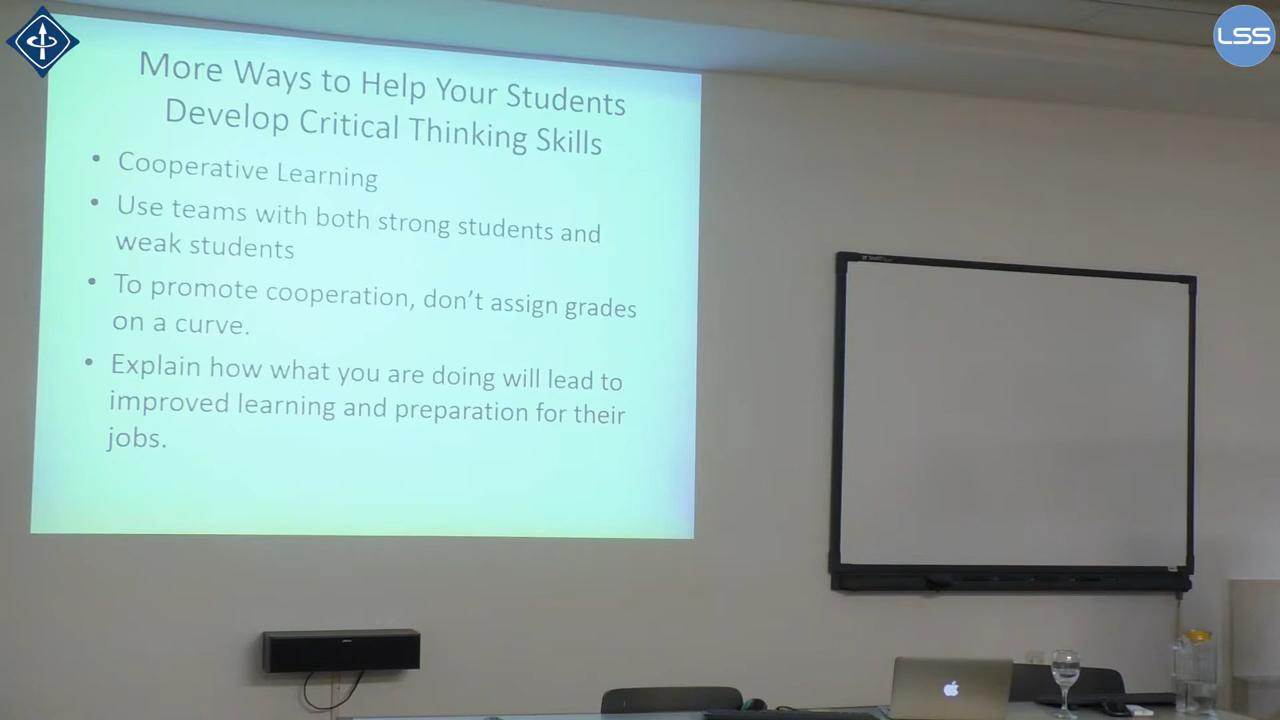 LSS
More Ways to Help Your Students
Develop Critical Thinking Skills
• Cooperative Learning
• Use teams with both strong students and
weak students
• To promote cooperation, don’t assign grades
on a curve.
• Explain how what you are doing will lead to
improved learning and preparation for their
jobs.